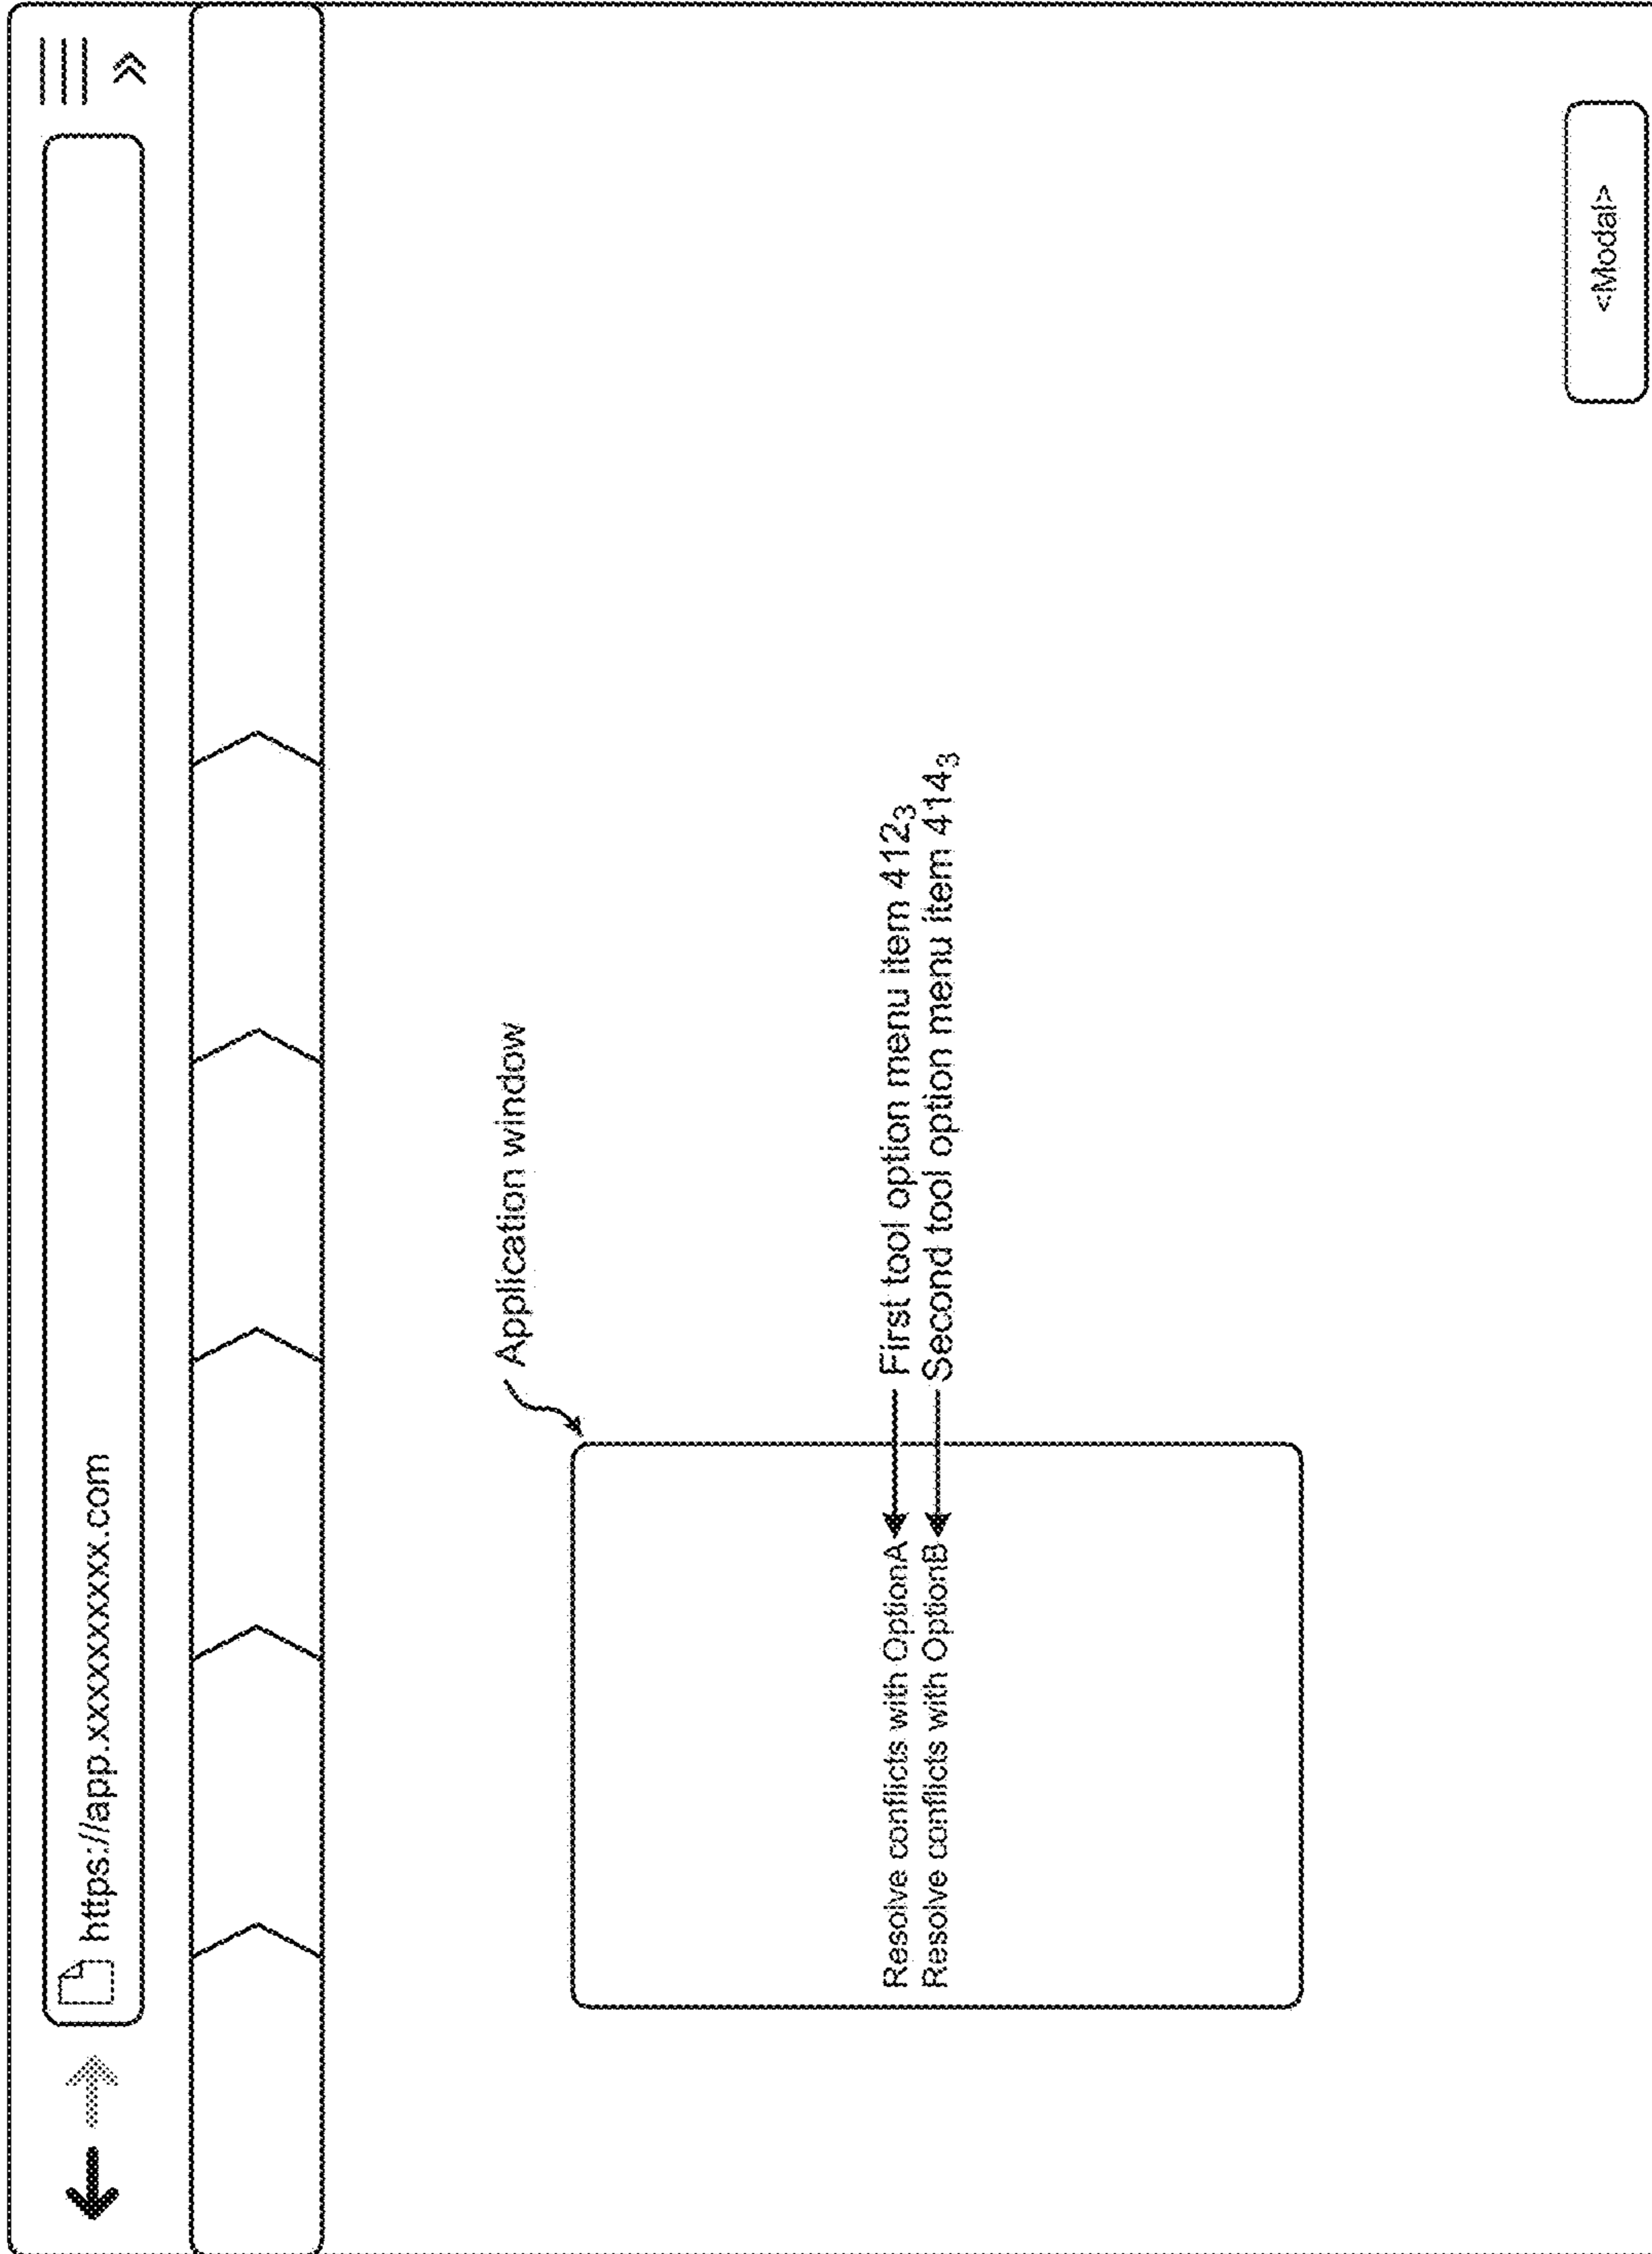 https://app.xxxxxxxxxx.com
Application window
Resolve conflicts with OptionA First tool option menu item 412₃
Resolve conflicts with OptionB Second tool option menu item 414₃
<Modal>